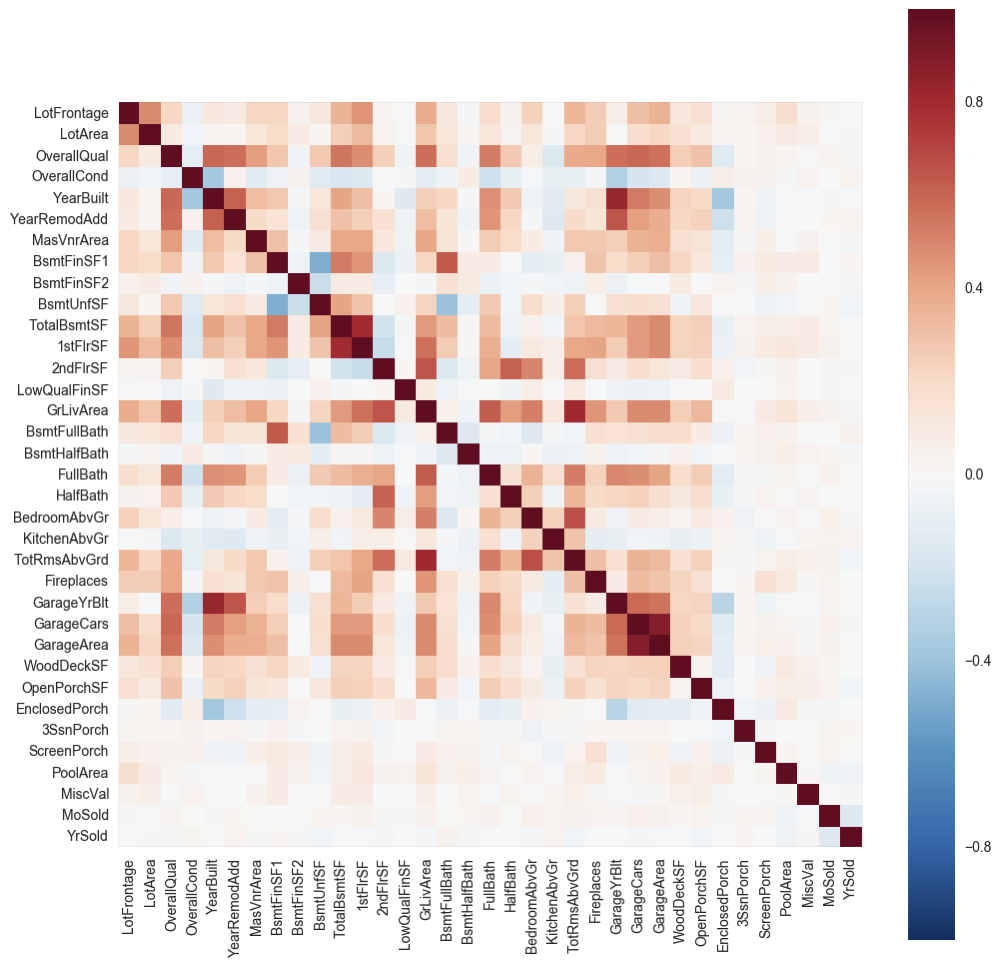 LotFrontage
LotArea
OverallQual
OverallCond
YearBuilt
YearRemodAdd
MasVnrArea
BsmtFinSF1
BsmtFinSF2
BsmtUnfSF
TotalBsmtSF
1stFlrSF
2ndFlrSF
LowQualFinSF
GrLivArea
BsmtFullBath
BsmtHalfBath
FullBath
HalfBath
BedroomAbvGr
KitchenAbvGr
TotRmsAbvGrd
Fireplaces
GarageYrBlt
GarageCars
GarageArea
WoodDeckSF
OpenPorchSF
EnclosedPorch
3SsnPorch
ScreenPorch
PoolArea
MiscVal
MoSold
YrSold
LotFrontage
LotArea
OverallQual
OverallCond
YearBuilt
YearRemodAdd
MasVnrArea
BsmtFinSF1
BsmtFinSF2
BsmtUnfSF
TotalBsmtSF
1stFlrSF
2ndFlrSF
LowQualFinSF
GrLivArea
BsmtFullBath
BsmtHalfBath
FullBath
HalfBath
BedroomAbvGr
KitchenAbvGr
TotRmsAbvGrd
Fireplaces
GarageYrBlt
GarageCars
GarageArea
WoodDeckSF
OpenPorchSF
EnclosedPorch
3SsnPorch
ScreenPorch
PoolArea
MiscVal
MoSold
YrSold
0.8
0.4
0.0
−0.4
−0.8